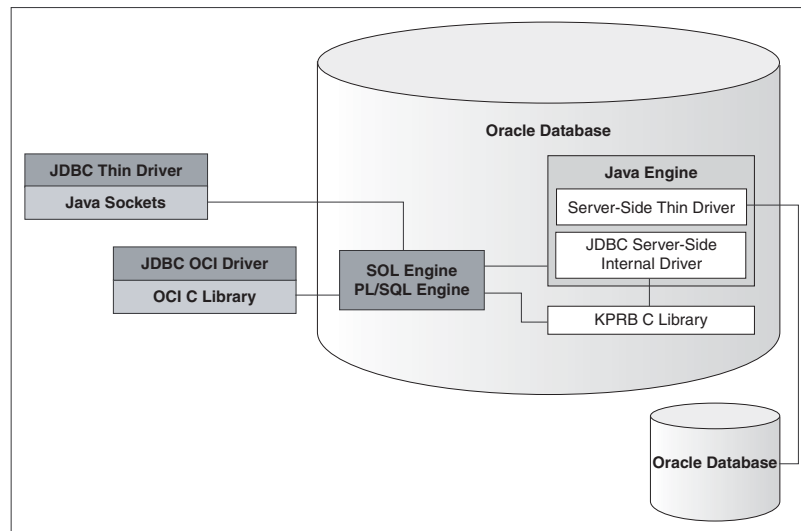 Oracle Database
JDBC Thin Driver
Java Sockets
Java Engine
Server-Side Thin Driver
JDBC OCI Driver
OCI C Library
SOL Engine
PL/SQL Engine
JDBC Server-Side
Internal Driver
KPRB C Library
Oracle Database